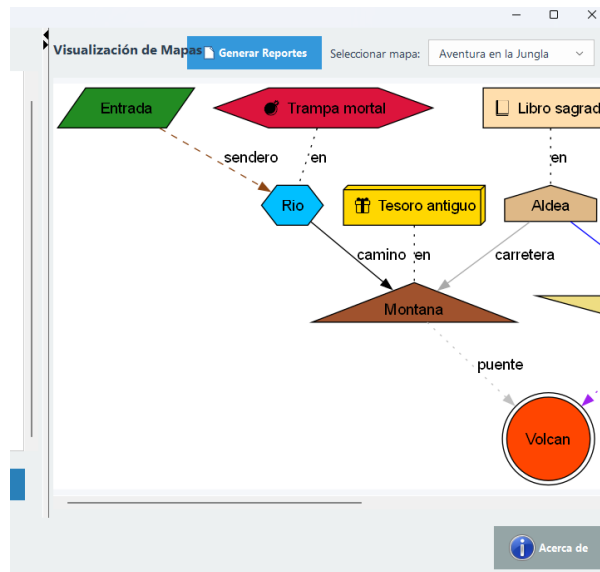 Visualización de Mapas
Generar Reportes
Seleccionar mapa:
Aventura en la Jungla
Entrada
Trampa mortal
Libro sagrad
sendero
en
en
Rio
Tesoro antiguo
Aldea
camino
en
carretera
Montana
puente
Volcan
Acerca de